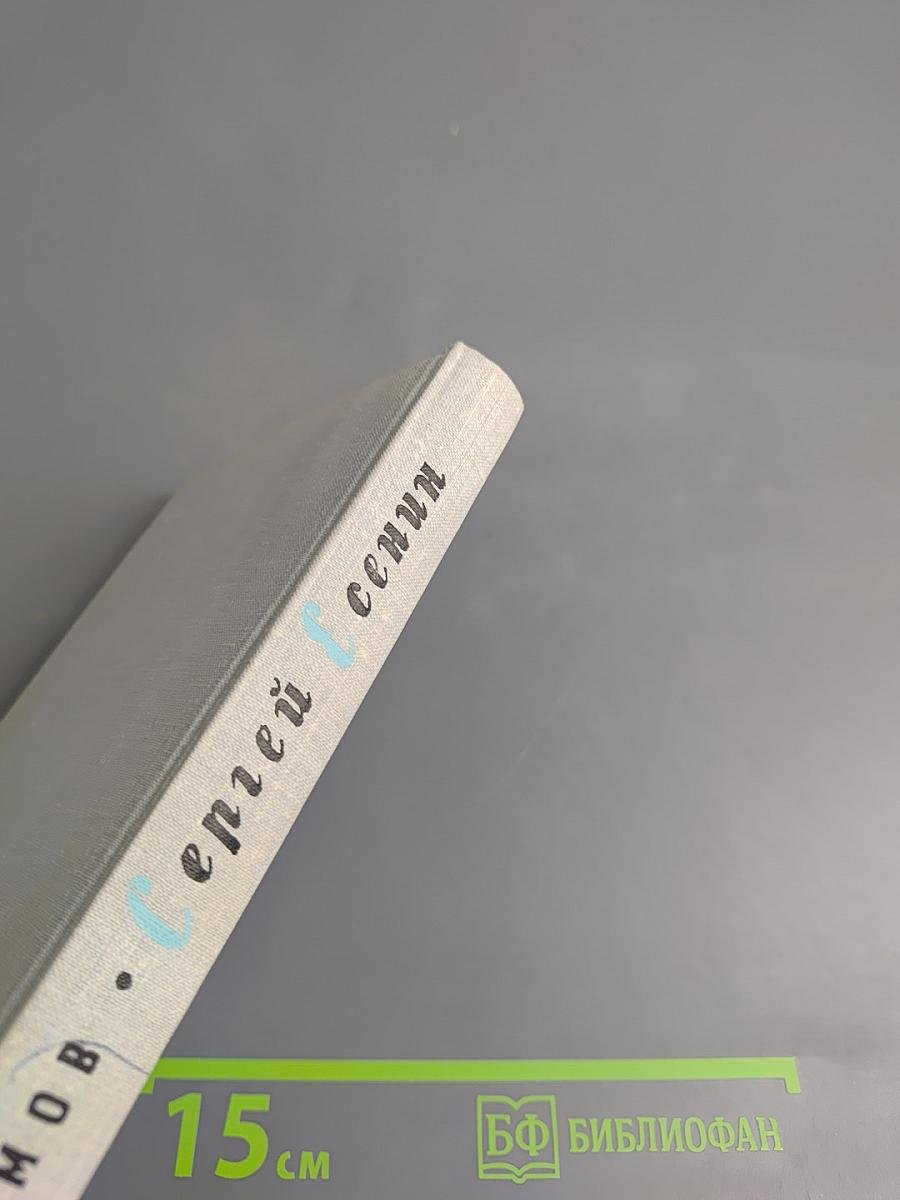 мов • Сергей Есенин
15 см
БФ БИБЛИОФАН